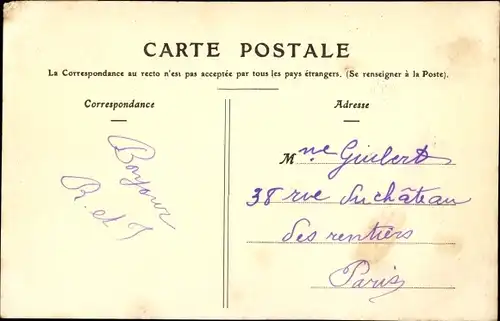 CARTE POSTALE
La Correspondance au recto n'est pas acceptée par tous les pays étrangers. (Se renseigner à la Poste).
Correspondance
Bonjour
R. et J
Adresse
Mme Guibert
38 rue du château
des rentiers
Paris